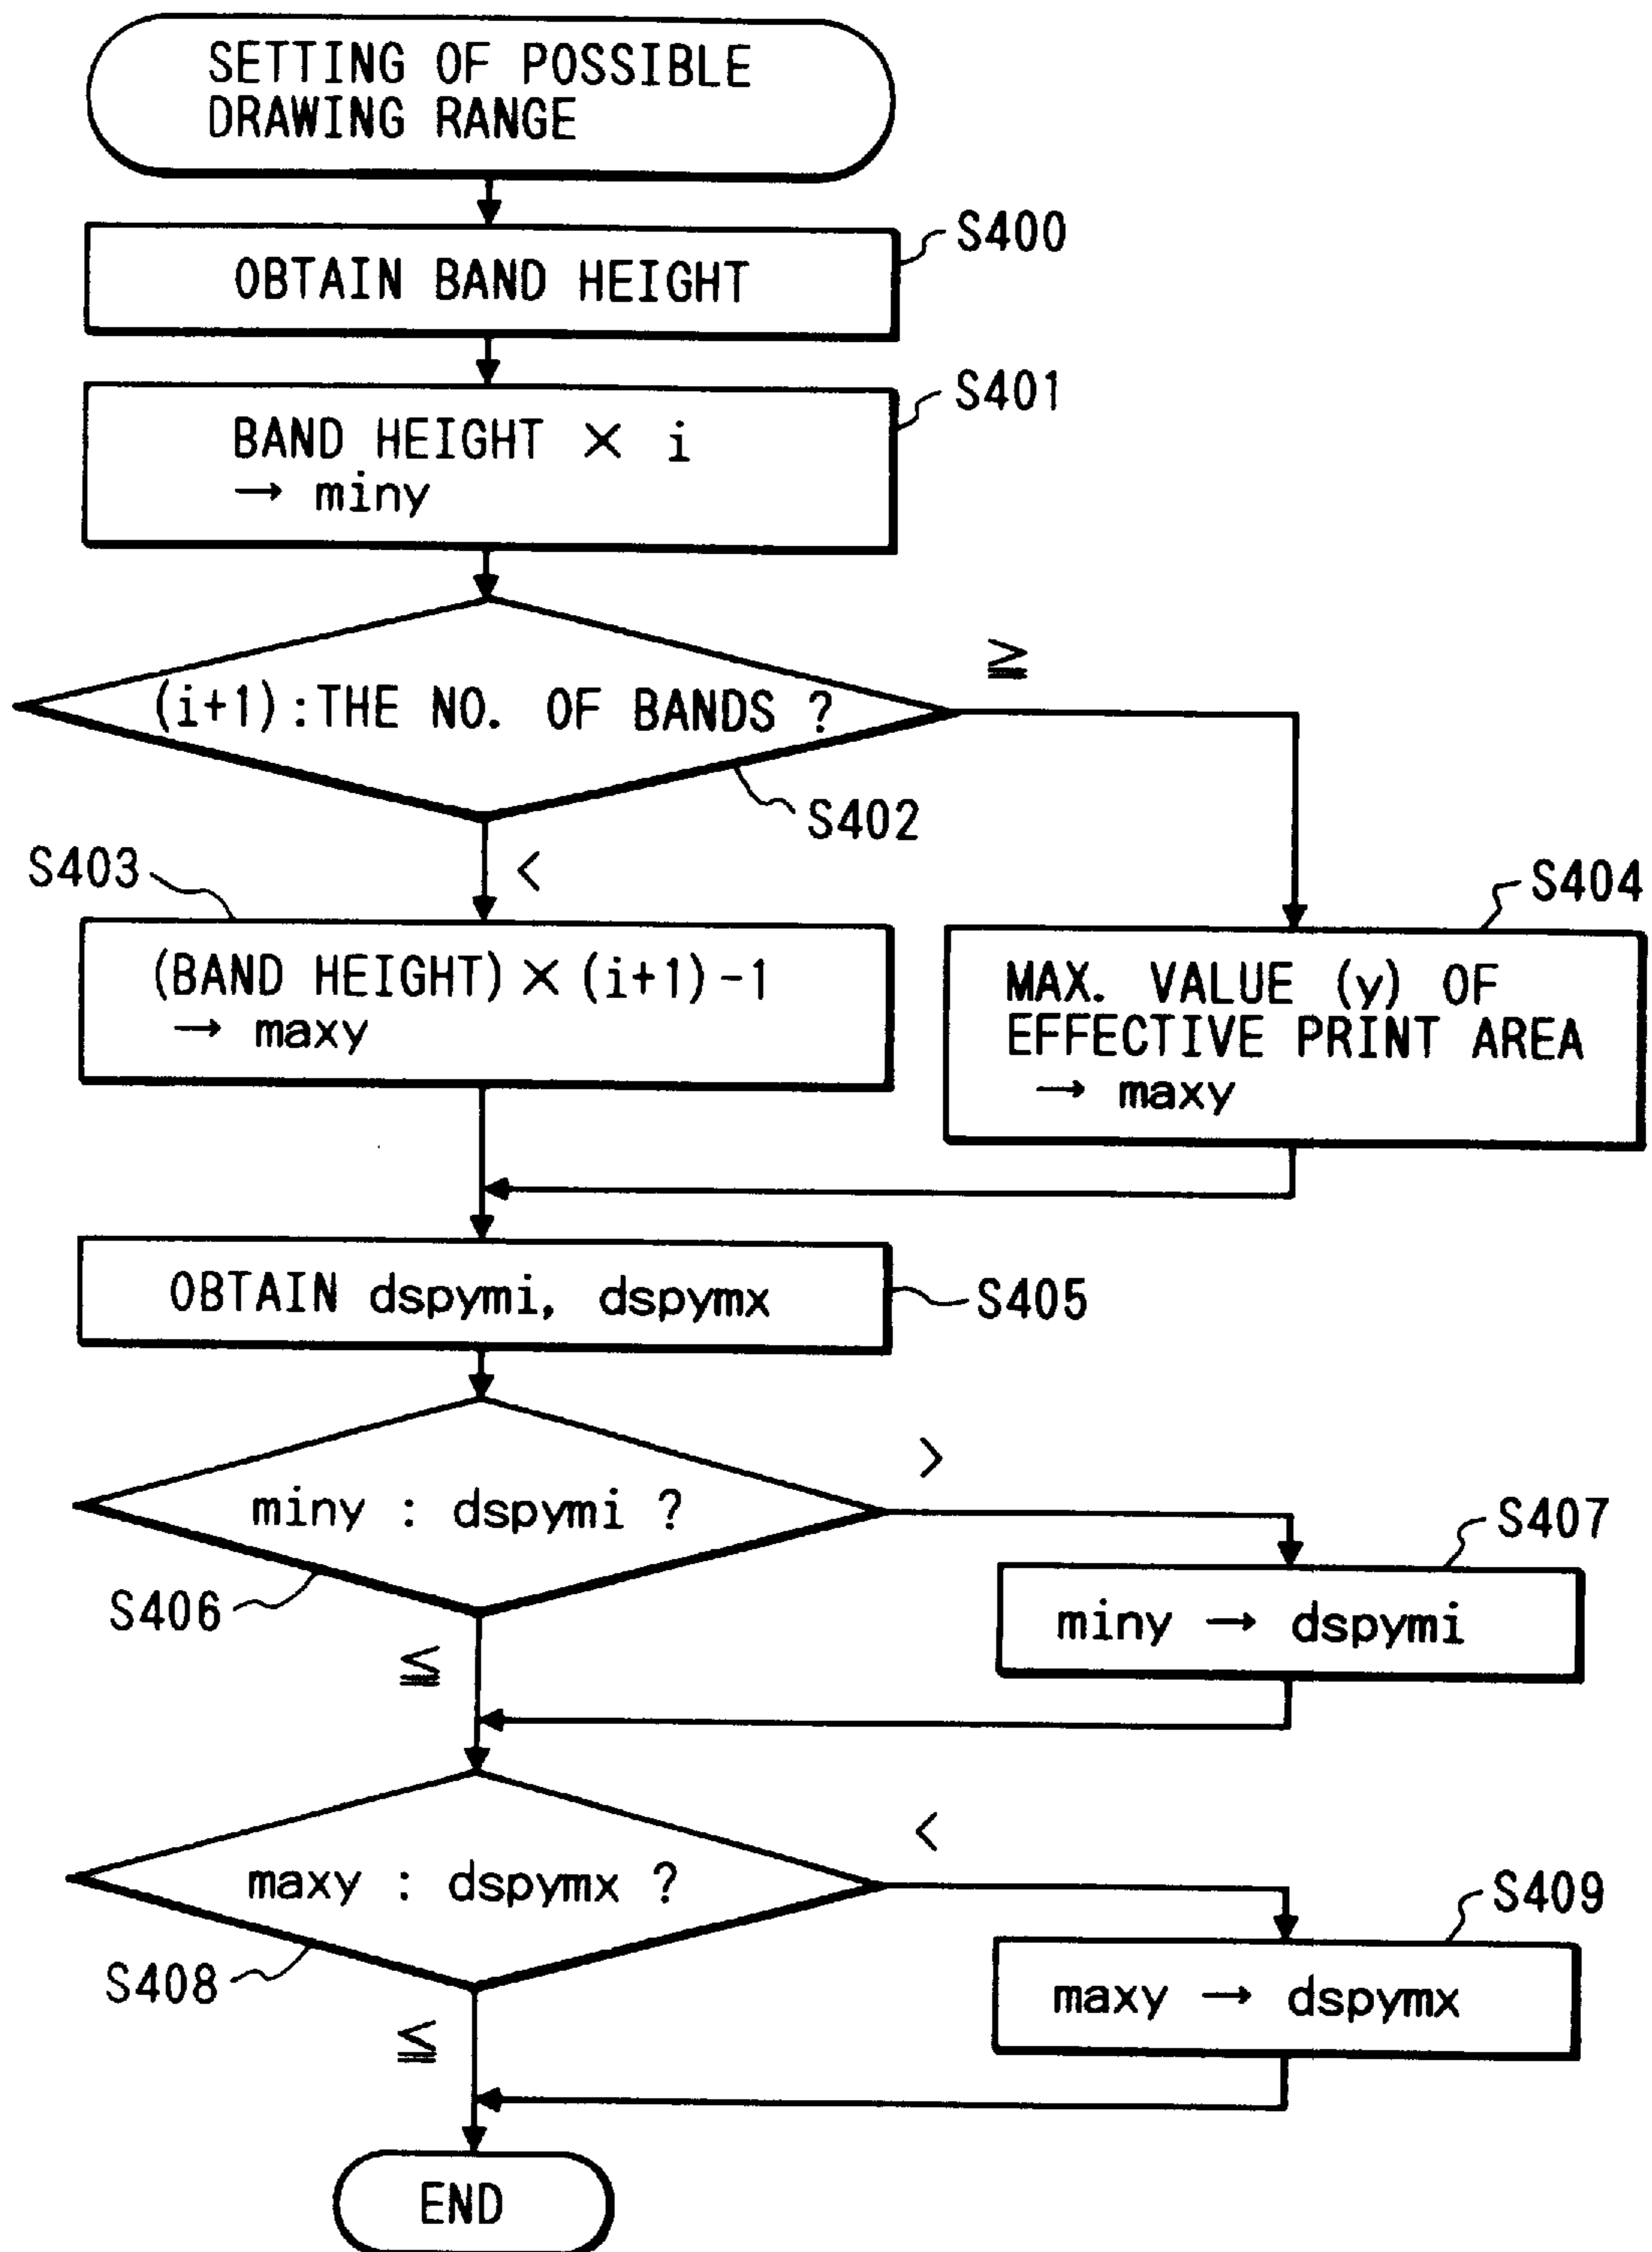 SETTING OF POSSIBLE
DRAWING RANGE
S400
OBTAIN BAND HEIGHT
S401
BAND HEIGHT × i
→ miny
≧
(i+1):THE NO. OF BANDS ?
S402
S403
<
S404
(BAND HEIGHT)×(i+1)-1
→ maxy
MAX. VALUE (y) OF
EFFECTIVE PRINT AREA
→ maxy
OBTAIN dspymi, dspymx
S405
>
miny : dspymi ?
S406
S407
≦
miny → dspymi
<
maxy : dspymx ?
S408
S409
≦
maxy → dspymx
END